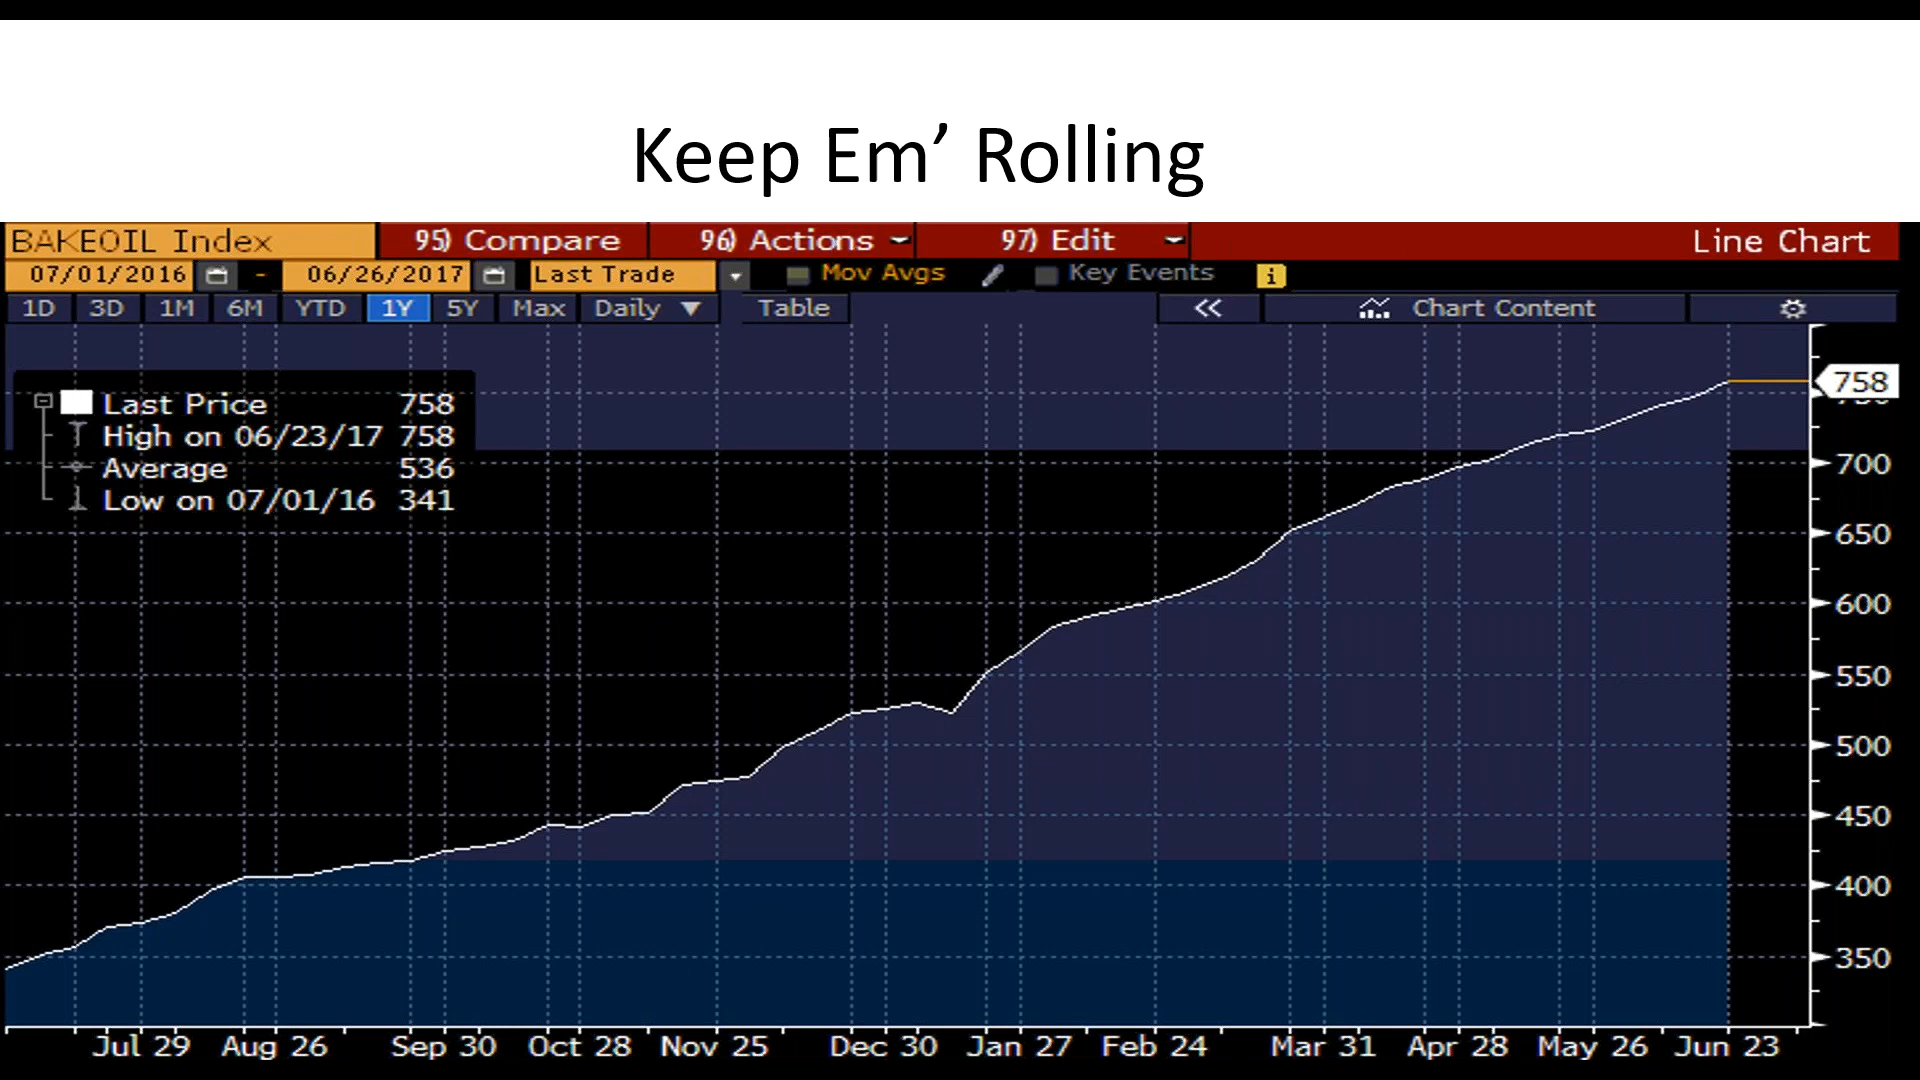 Keep Em’ Rolling
BAKEOIL Index 95) Compare 96) Actions 97) Edit Line Chart
07/01/2016 - 06/26/2017 Last Trade Mov Avgs Key Events i
1D 3D 1M 6M YTD 1Y 5Y Max Daily ▼ Table « Chart Content
Last Price 758
High on 06/23/17 758
Average 536
Low on 07/01/16 341
758
700
650
600
550
500
450
400
350
Jul 29 Aug 26 Sep 30 Oct 28 Nov 25 Dec 30 Jan 27 Feb 24 Mar 31 Apr 28 May 26 Jun 23